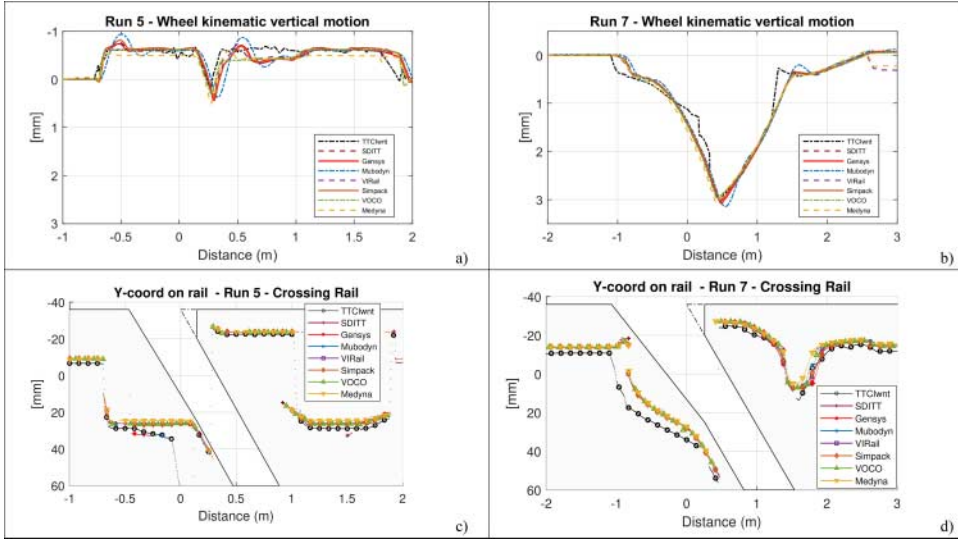 Run 5 - Wheel kinematic vertical motion
-1
0
1
2
3
[mm]
TTCIwnt
SDITT
Gensys
Mubodyn
VIRail
Simpack
VOCO
Medyna
-1 -0.5 0 0.5 1 1.5 2
Distance (m)
a)
Run 7 - Wheel kinematic vertical motion
0
1
2
3
[mm]
TTCIwnt
SDITT
Gensys
Mubodyn
VIRail
Simpack
VOCO
Medyna
-2 -1 0 1 2 3
Distance (m)
b)
Y-coord on rail - Run 5 - Crossing Rail
-40
-20
0
20
40
60
[mm]
TTCIwnt
SDITT
Gensys
Mubodyn
VIRail
Simpack
VOCO
Medyna
-1 -0.5 0 0.5 1 1.5 2
Distance (m)
c)
Y-coord on rail - Run 7 - Crossing Rail
-40
-20
0
20
40
60
[mm]
TTCIwnt
SDITT
Gensys
Mubodyn
VIRail
Simpack
VOCO
Medyna
-2 -1 0 1 2 3
Distance (m)
d)